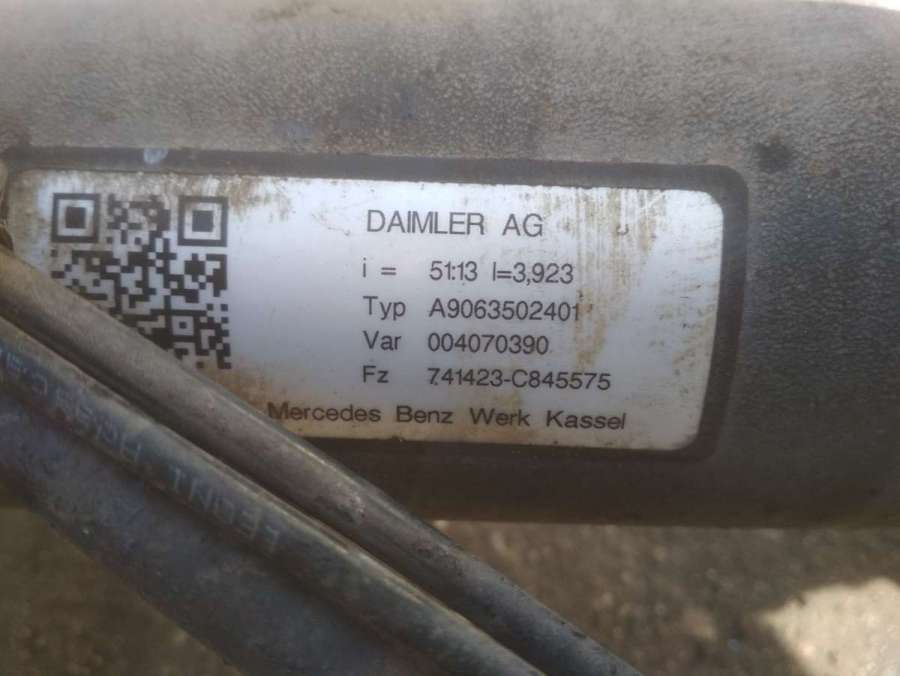 DAIMLER AG
i = 51:13 I=3,923
Typ A9063502401
Var 004070390
Fz 741423-C845575
Mercedes Benz Werk Kassel